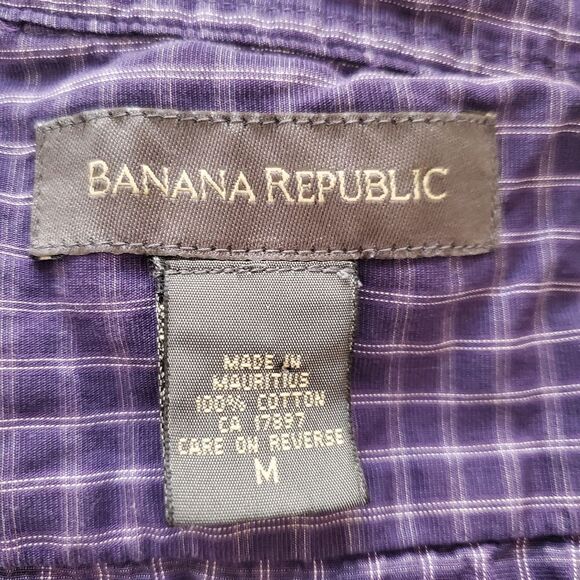 BANANA REPUBLIC
MADE IN
MAURITIUS
100% COTTON
CA 17897
CARE ON REVERSE
M